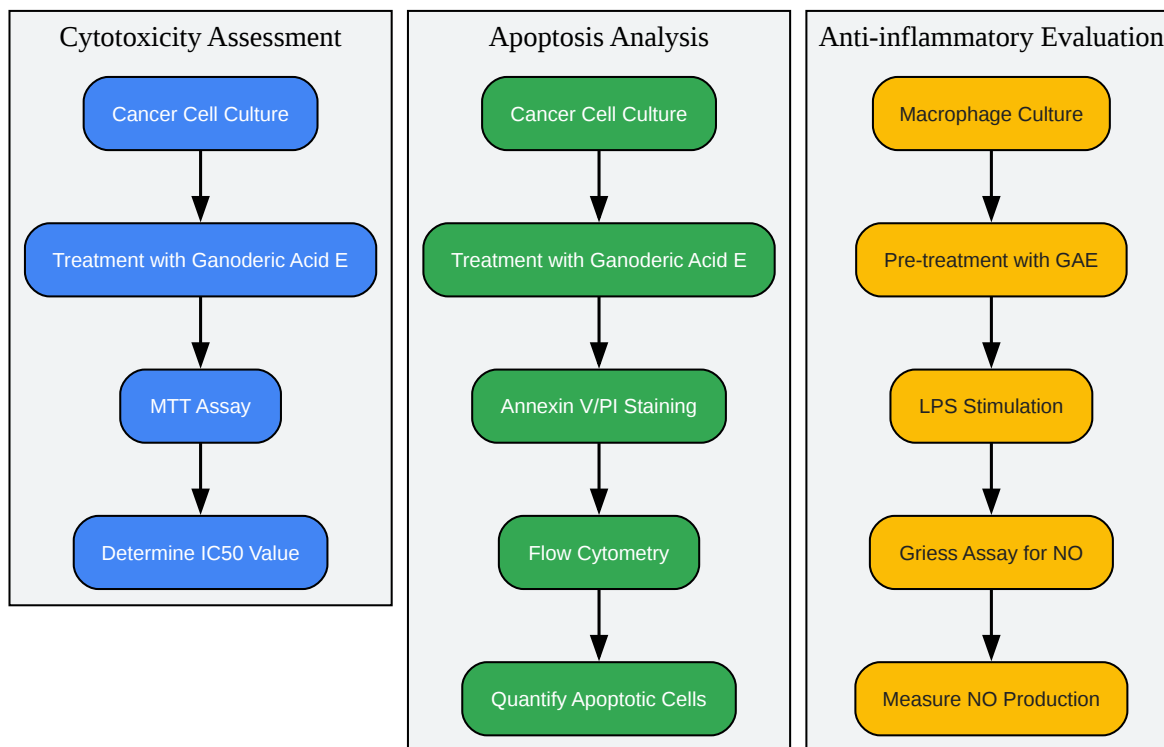 Cytotoxicity Assessment
Cancer Cell Culture
Treatment with Ganoderic Acid E
MTT Assay
Determine IC50 Value
Apoptosis Analysis
Cancer Cell Culture
Treatment with Ganoderic Acid E
Annexin V/PI Staining
Flow Cytometry
Quantify Apoptotic Cells
Anti-inflammatory Evaluation
Macrophage Culture
Pre-treatment with GAE
LPS Stimulation
Griess Assay for NO
Measure NO Production